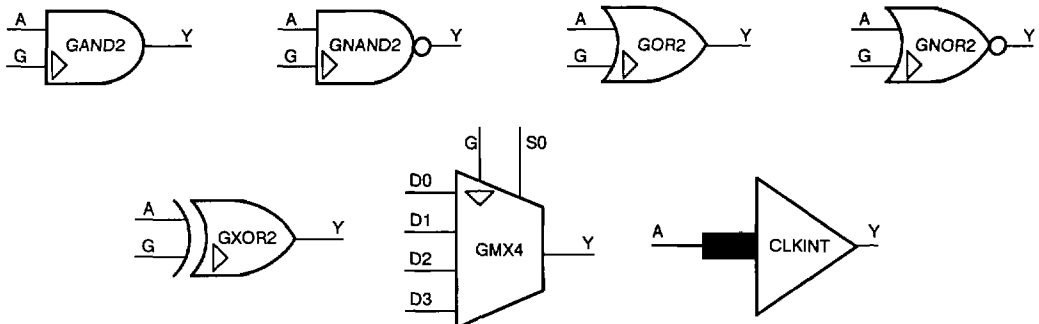 A GAND2 Y
G
A GNAND2 Y
G
A GOR2 Y
G
A GNOR2 Y
G
A GXOR2 Y
G
G S0
D0
D1
D2 GMX4 Y
D3
A CLKINT Y